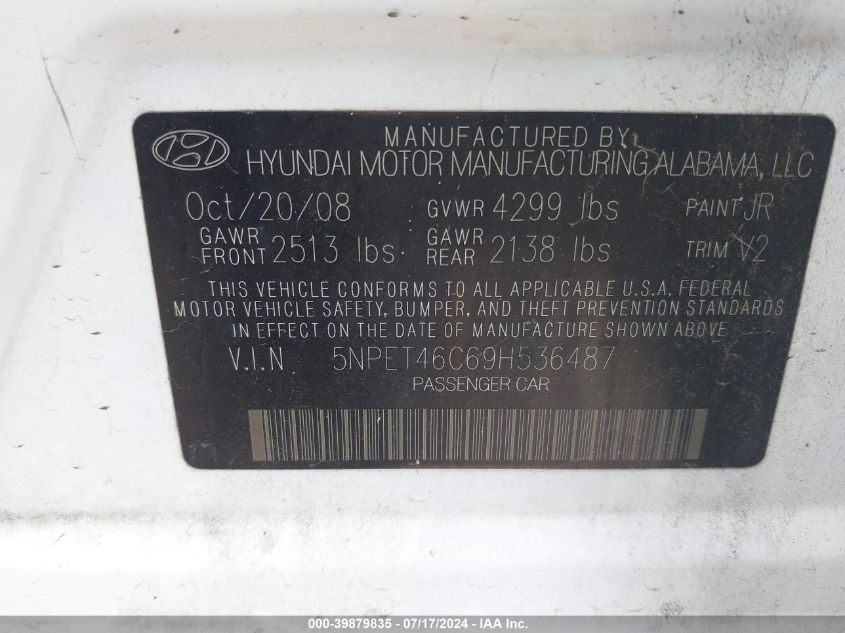 MANUFACTURED BY
HYUNDAI MOTOR MANUFACTURING ALABAMA, LLC
Oct/20/08 GVWR 4299 lbs PAINT JR
GAWR FRONT 2513 lbs GAWR REAR 2138 lbs TRIM V2
THIS VEHICLE CONFORMS TO ALL APPLICABLE U.S.A. FEDERAL
MOTOR VEHICLE SAFETY, BUMPER, AND THEFT PREVENTION STANDARDS
IN EFFECT ON THE DATE OF MANUFACTURE SHOWN ABOVE
V.I.N 5NPET46C69H536487
PASSENGER CAR
000-39879835 - 07/17/2024 - IAA Inc.